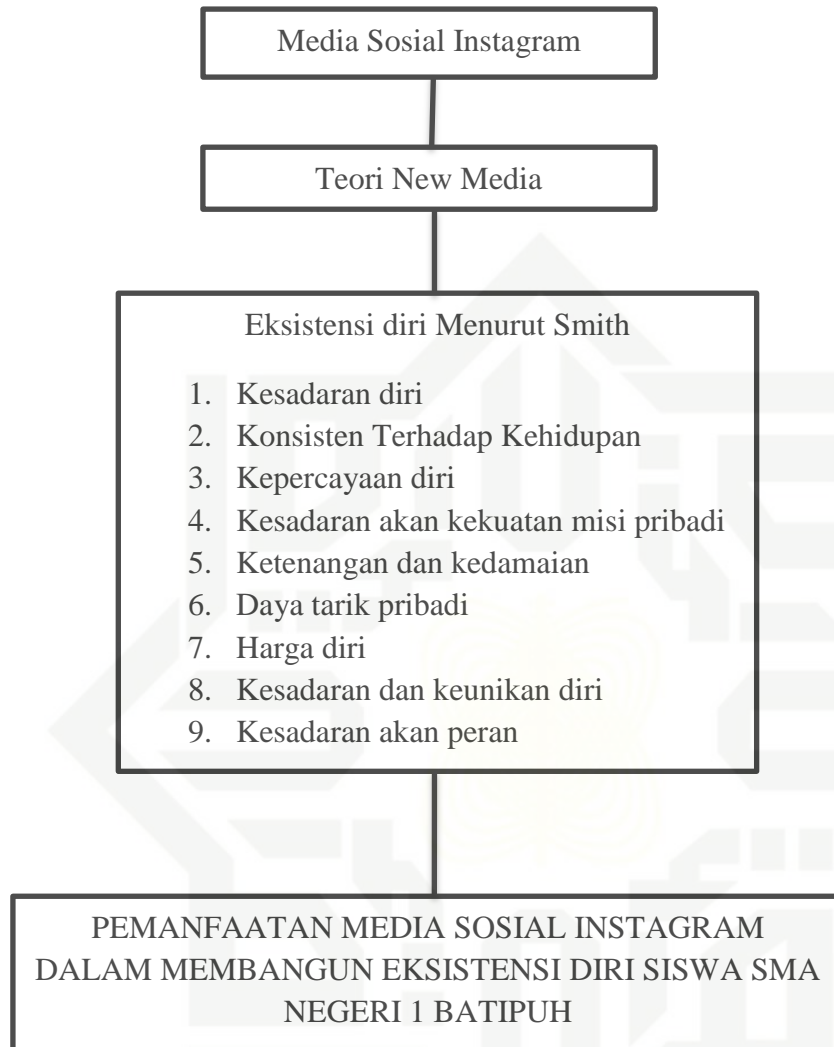 Media Sosial Instagram
Teori New Media
Eksistensi diri Menurut Smith
1. Kesadaran diri
2. Konsisten Terhadap Kehidupan
3. Kepercayaan diri
4. Kesadaran akan kekuatan misi pribadi
5. Ketenangan dan kedamaian
6. Daya tarik pribadi
7. Harga diri
8. Kesadaran dan keunikan diri
9. Kesadaran akan peran
PEMANFAATAN MEDIA SOSIAL INSTAGRAM
DALAM MEMBANGUN EKSISTENSI DIRI SISWA SMA
NEGERI 1 BATIPUH